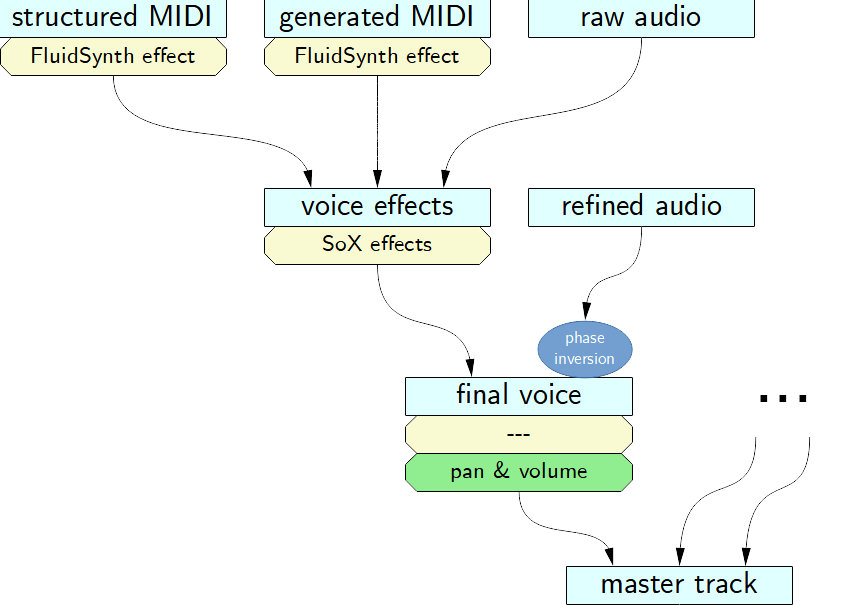 structured MIDI
generated MIDI
raw audio
FluidSynth effect
FluidSynth effect
voice effects
refined audio
SoX effects
phase
inversion
final voice
...
---
pan & volume
master track